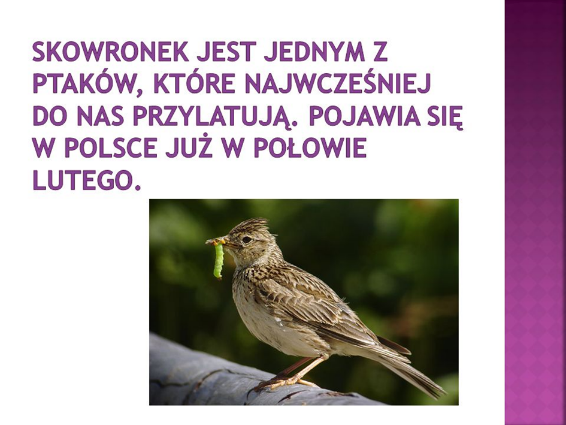 SKOWRONEK JEST JEDNYM Z
PTAKÓW, KTÓRE NAJWCZEŚNIEJ
DO NAS PRZYLATUJĄ. POJAWIA SIĘ
W POLSCE JUŻ W POŁOWIE
LUTEGO.